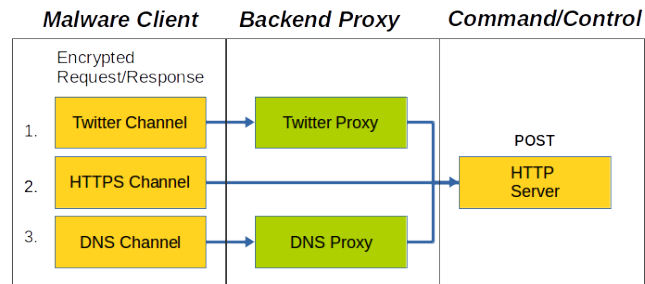 Malware Client
Backend Proxy
Command/Control
Encrypted
Request/Response
1.
Twitter Channel
Twitter Proxy
POST
2.
HTTPS Channel
HTTP
Server
3.
DNS Channel
DNS Proxy